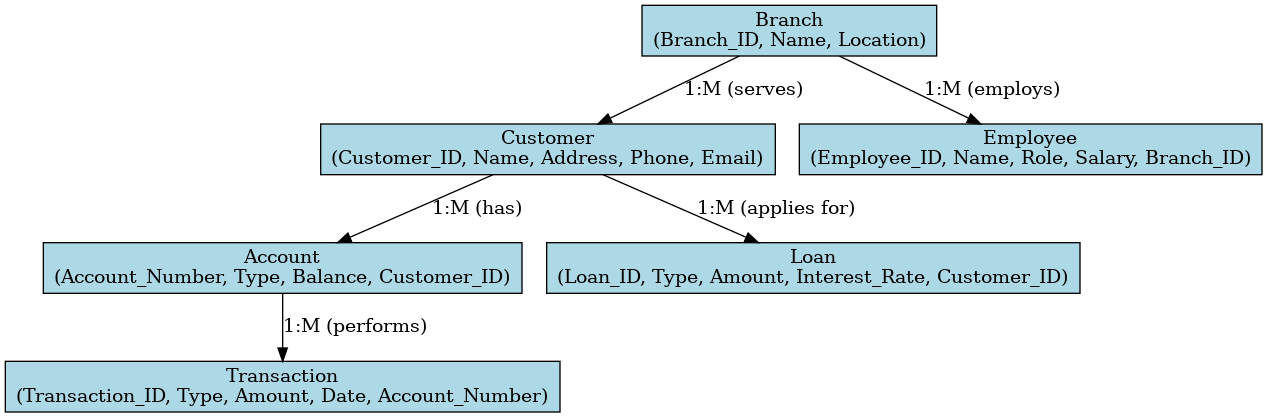 Branch
(Branch_ID, Name, Location)
1:M (serves)
1:M (employs)
Customer
(Customer_ID, Name, Address, Phone, Email)
Employee
(Employee_ID, Name, Role, Salary, Branch_ID)
1:M (has)
1:M (applies for)
Account
(Account_Number, Type, Balance, Customer_ID)
Loan
(Loan_ID, Type, Amount, Interest_Rate, Customer_ID)
1:M (performs)
Transaction
(Transaction_ID, Type, Amount, Date, Account_Number)